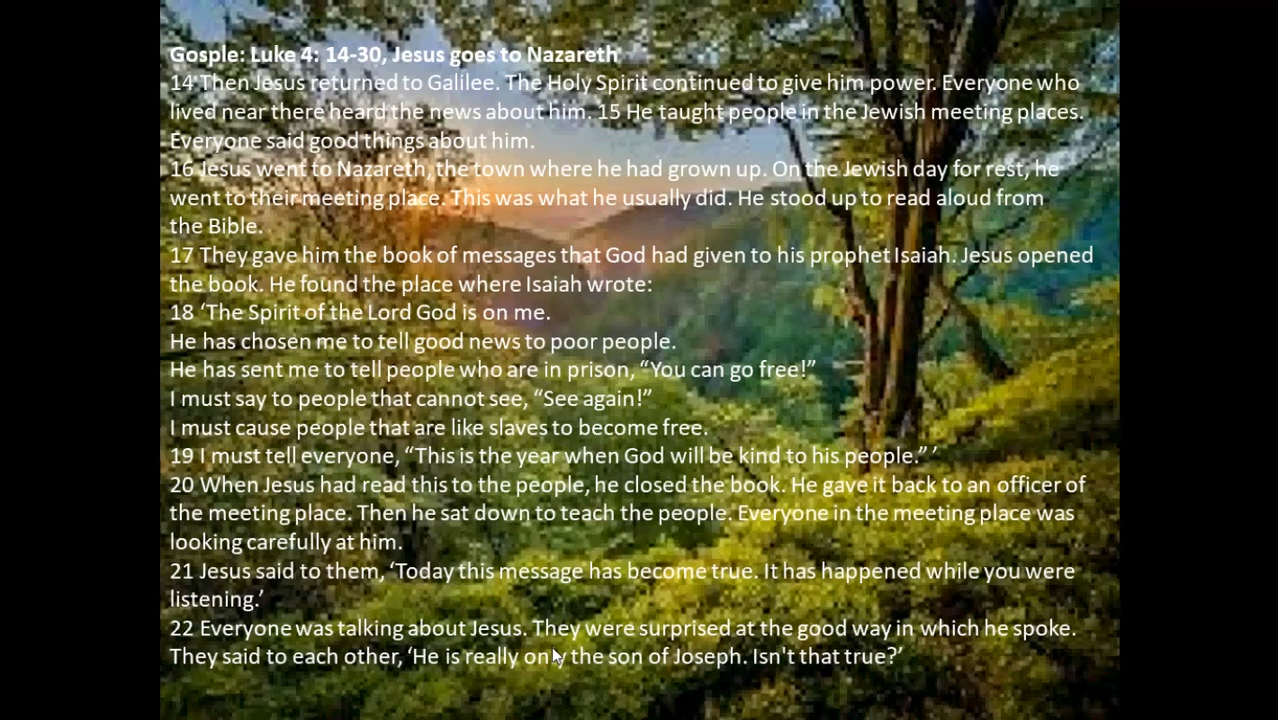 Gosple: Luke 4: 14-30, Jesus goes to Nazareth
14 Then Jesus returned to Galilee. The Holy Spirit continued to give him power. Everyone who
lived near there heard the news about him. 15 He taught people in the Jewish meeting places.
Everyone said good things about him.
16 Jesus went to Nazareth, the town where he had grown up. On the Jewish day for rest, he
went to their meeting place. This was what he usually did. He stood up to read aloud from
the Bible.
17 They gave him the book of messages that God had given to his prophet Isaiah. Jesus opened
the book. He found the place where Isaiah wrote:
18 ‘The Spirit of the Lord God is on me.
He has chosen me to tell good news to poor people.
He has sent me to tell people who are in prison, “You can go free!”
I must say to people that cannot see, “See again!”
I must cause people that are like slaves to become free.
19 I must tell everyone, “This is the year when God will be kind to his people.” ’
20 When Jesus had read this to the people, he closed the book. He gave it back to an officer of
the meeting place. Then he sat down to teach the people. Everyone in the meeting place was
looking carefully at him.
21 Jesus said to them, ‘Today this message has become true. It has happened while you were
listening.’
22 Everyone was talking about Jesus. They were surprised at the good way in which he spoke.
They said to each other, ‘He is really only the son of Joseph. Isn't that true?’